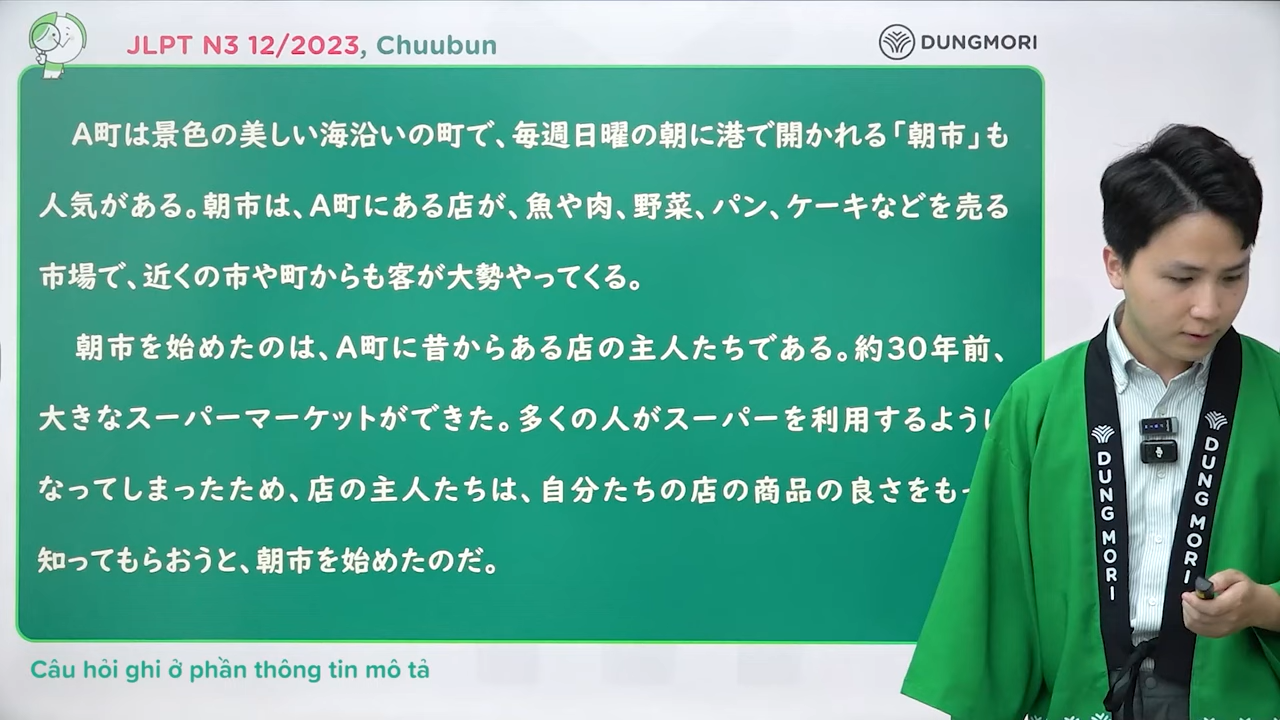 JLPT N3 12/2023, Chuubun
DUNGMORI
A町は景色の美しい海沿いの町で、毎週日曜の朝に港で開かれる「朝市」も
人気がある。朝市は、A町にある店が、魚や肉、野菜、パン、ケーキなどを売る
市場で、近くの市や町からも客が大勢やってくる。
朝市を始めたのは、A町に昔からある店の主人たちである。約30年前、
大きなスーパーマーケットができた。多くの人がスーパーを利用するよう
なってしまったため、店の主人たちは、自分たちの店の商品の良さをも
知ってもらおうと、朝市を始めたのだ。
Câu hỏi ghi ở phần thông tin mô tả
DUNG MORI
DUNG MORI